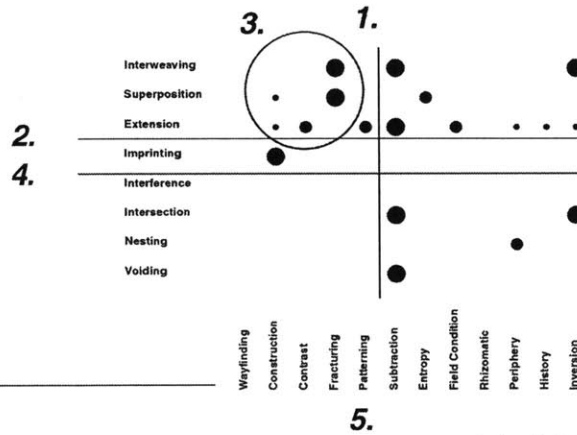 3.
1.
Interweaving
Superposition
Extension
2.
Imprinting
4.
Interference
Intersection
Nesting
Voiding
Wayfinding
Construction
Contrast
Fracturing
Patterning
Subtraction
Entropy
Field Condition
Rhizomatic
Periphery
History
Inversion
5.